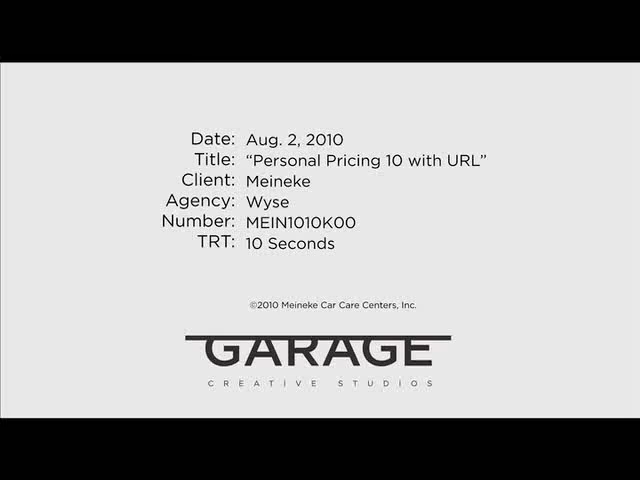 Date: Aug. 2, 2010
Title: “Personal Pricing 10 with URL”
Client: Meineke
Agency: Wyse
Number: MEIN1010K00
TRT: 10 Seconds
©2010 Meineke Car Care Centers, Inc.
GARAGE
CREATIVE STUDIOS